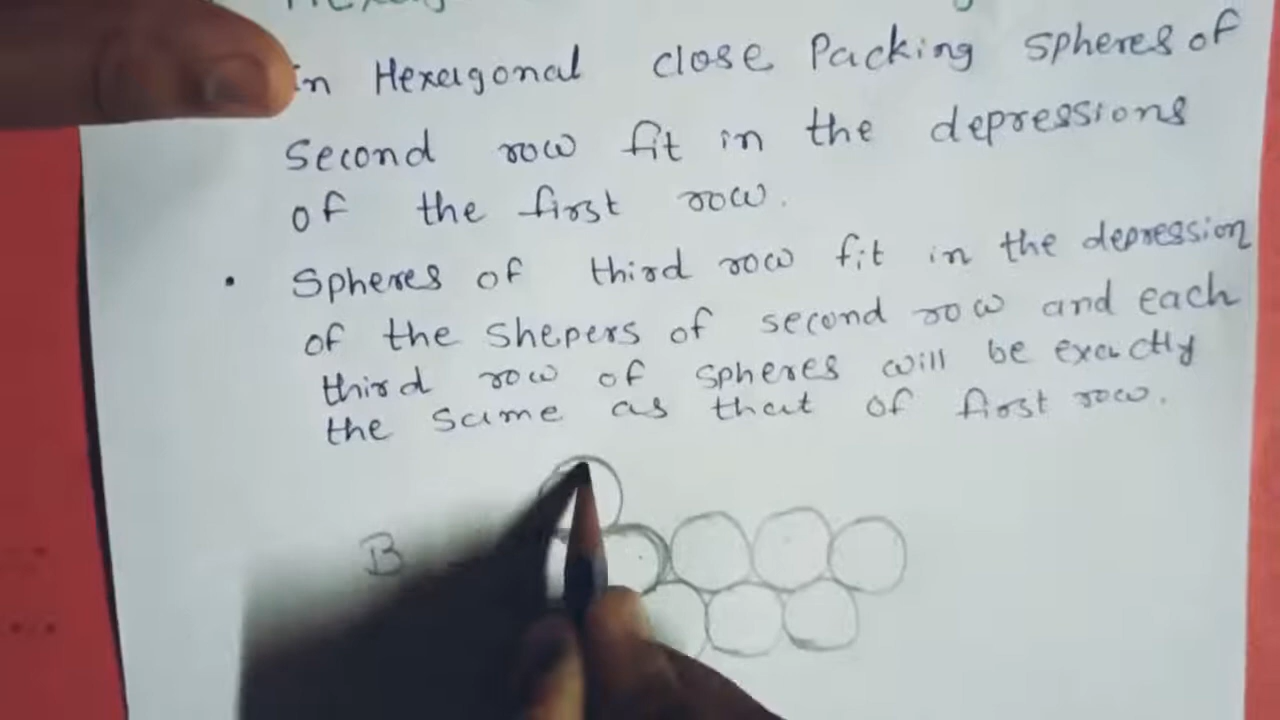 in Hexagonal close Packing spheres of
Second row fit in the depressions
of the first row.
• Spheres of third row fit in the depression
of the shepers of second row and each
third row of spheres will be exactly
the same as that of first row.
B